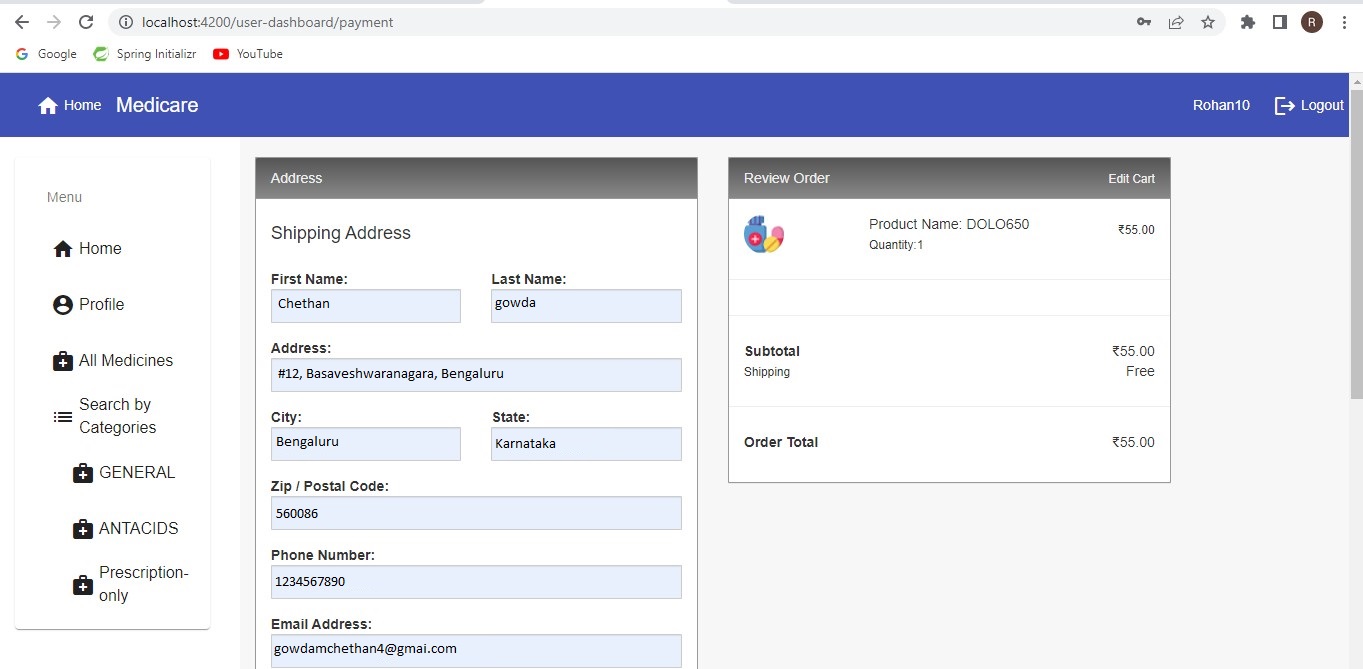 localhost:4200/user-dashboard/payment
R
Google Spring Initializr YouTube
Home Medicare Rohan10 Logout
Menu
Home
Profile
All Medicines
Search by
Categories
GENERAL
ANTACIDS
Prescription-
only
Address
Shipping Address
First Name: Last Name:
Chethan gowda
Address:
#12, Basaveshwaranagara, Bengaluru
City: State:
Bengaluru Karnataka
Zip / Postal Code:
560086
Phone Number:
1234567890
Email Address:
gowdamchethan4@gmai.com
Review Order Edit Cart
Product Name: DOLO650 ₹55.00
Quantity:1
Subtotal ₹55.00
Shipping Free
Order Total ₹55.00